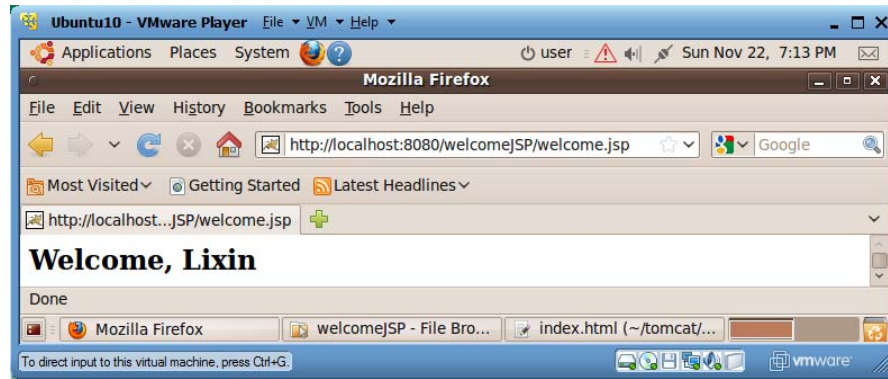 Ubuntu10 - VMware Player File VM Help
Applications Places System user Sun Nov 22, 7:13 PM
Mozilla Firefox
File Edit View History Bookmarks Tools Help
http://localhost:8080/welcomeJSP/welcome.jsp Google
Most Visited Getting Started Latest Headlines
http://localhost...JSP/welcome.jsp
Welcome, Lixin
Done
Mozilla Firefox welcomeJSP - File Bro... index.html (~/tomcat/...
To direct input to this virtual machine, press Ctrl+G. vmware